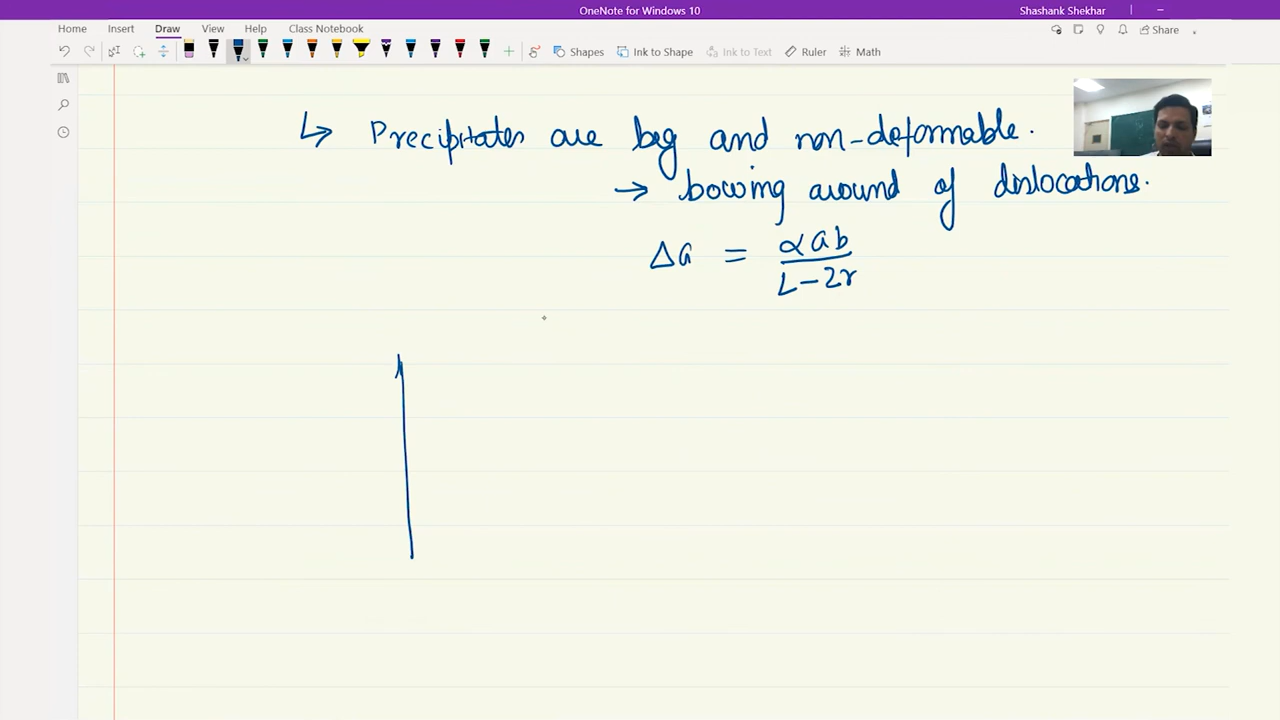 OneNote for Windows 10
Shashank Shekhar
Home Insert Draw View Help Class Notebook
Share
Shapes Ink to Shape Ink to Text Ruler Math
↳ Precipitates are big and non-deformable.
→ bowing around of dislocations.
ΔG = αGb / L-2r